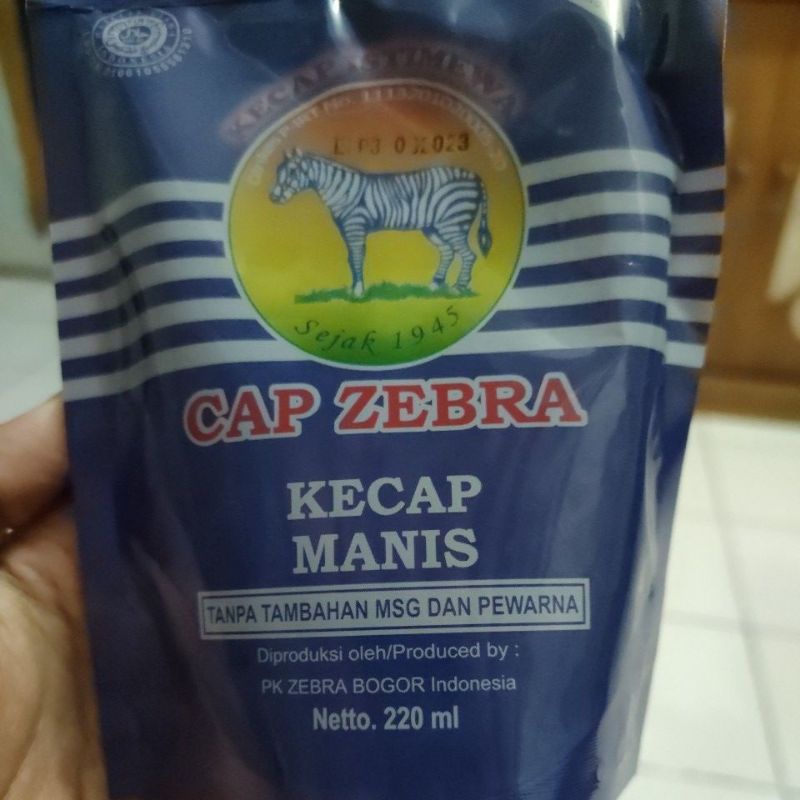 INDONESIA
KECAP ISTIMEWA
Sejak 1945
CAP ZEBRA
KECAP
MANIS
TANPA TAMBAHAN MSG DAN PEWARNA
Diproduksi oleh/Produced by :
PK ZEBRA BOGOR Indonesia
Netto. 220 ml